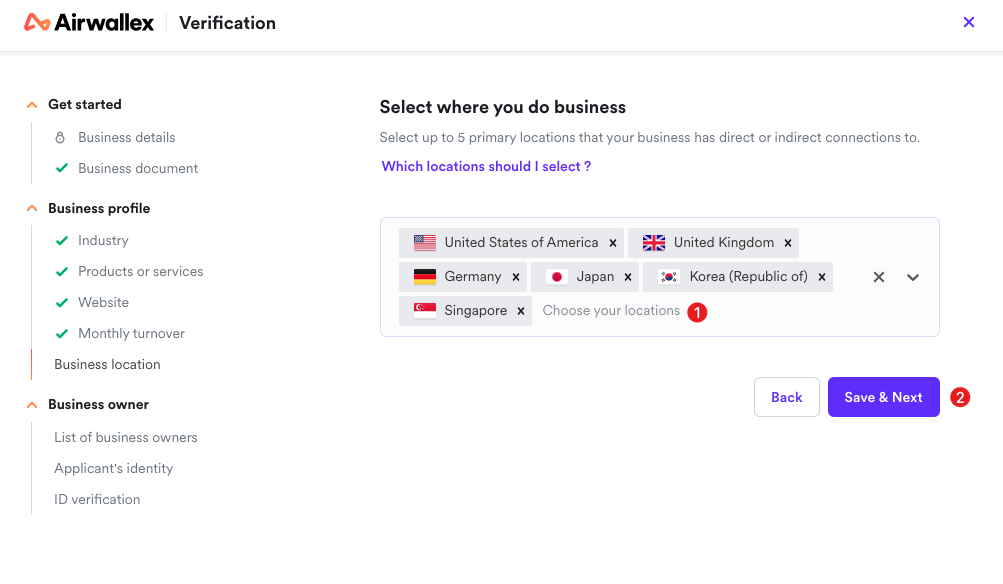 Airwallex Verification
Get started
Business details
Business document
Business profile
Industry
Products or services
Website
Monthly turnover
Business location
Business owner
List of business owners
Applicant's identity
ID verification
Select where you do business
Select up to 5 primary locations that your business has direct or indirect connections to.
Which locations should I select ?
United States of America × United Kingdom ×
Germany × Japan × Korea (Republic of) ×
Singapore × Choose your locations 1
Back Save & Next 2